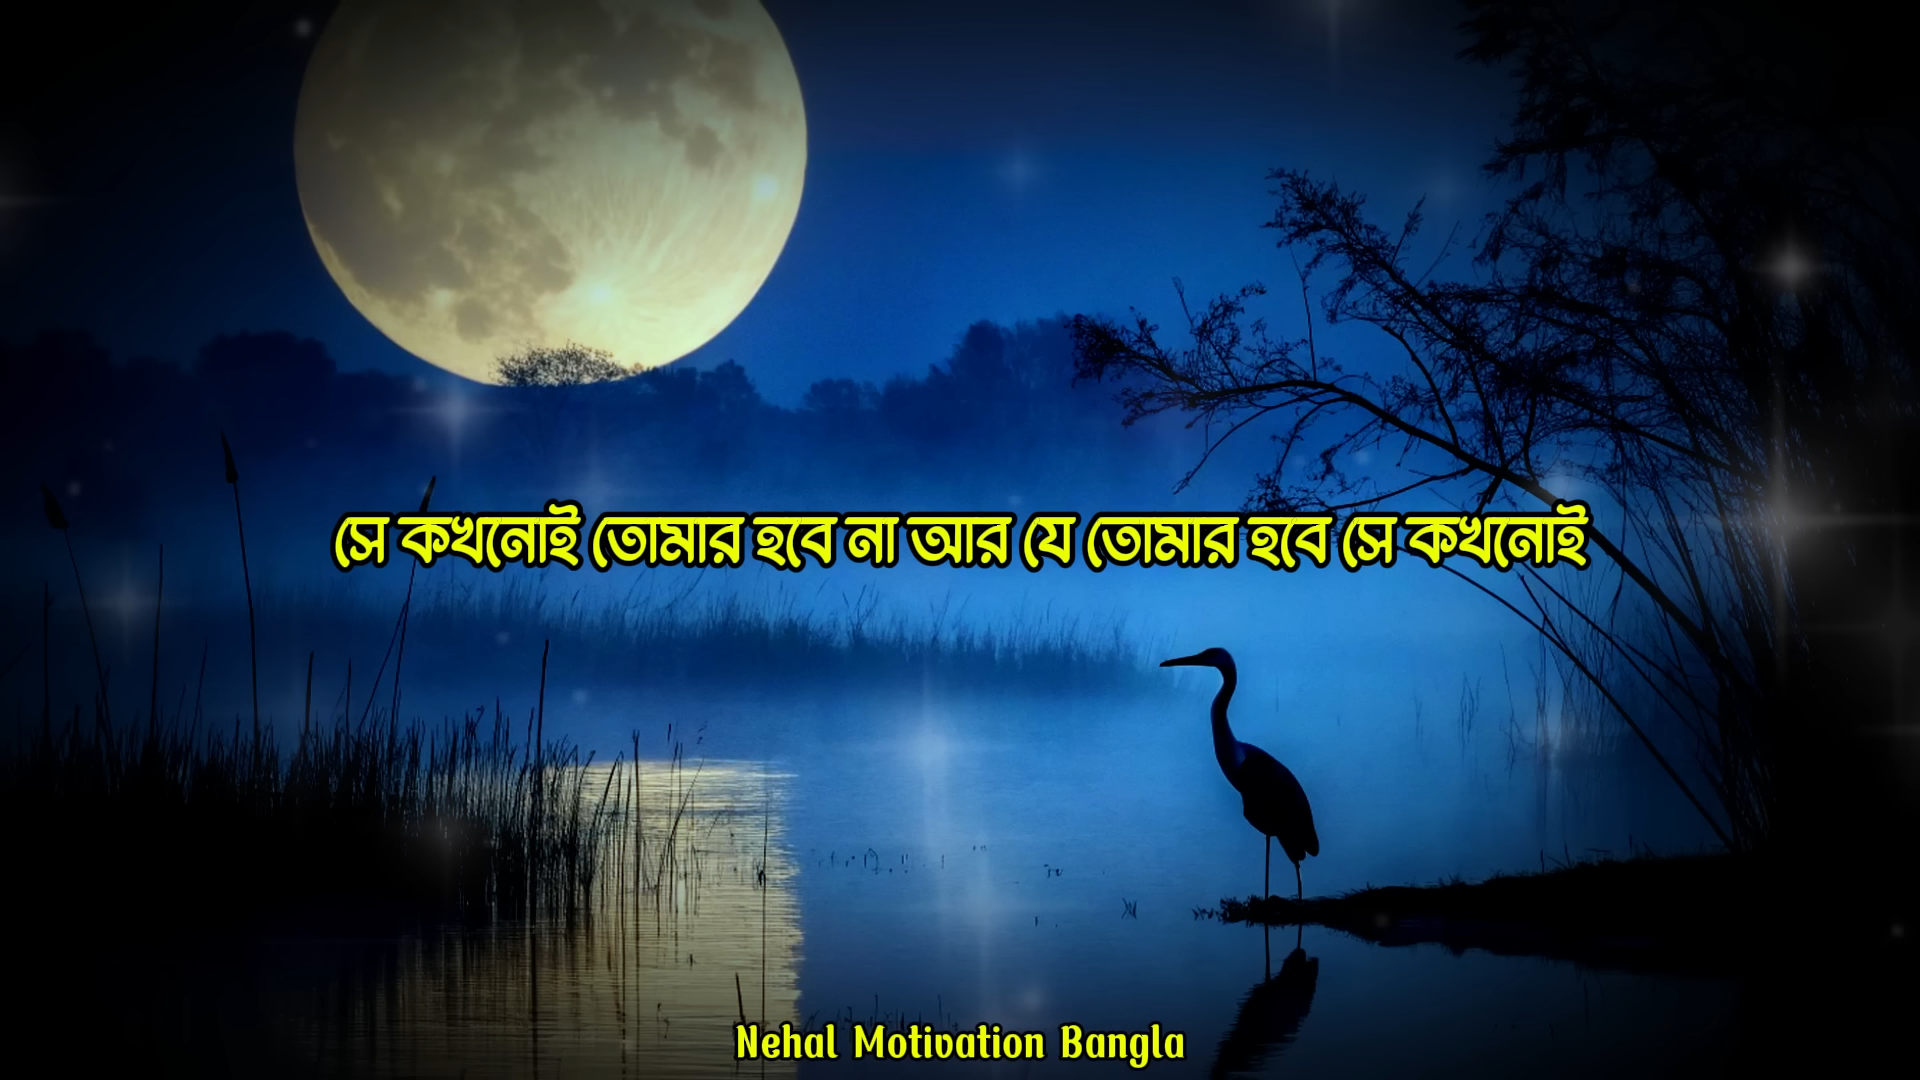 সে কখনোই তোমার হবে না আর যে তোমার হবে সে কখনোই
Nehal Motivation Bangla